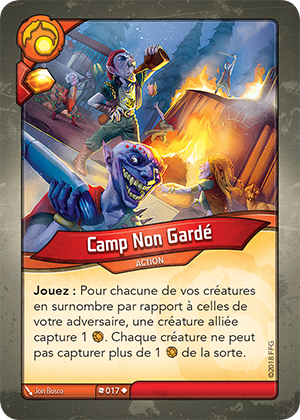 Camp Non Gardé
ACTION
Jouez : Pour chacune de vos créatures
en surnombre par rapport à celles de
votre adversaire, une créature alliée
capture 1 . Chaque créature ne peut
pas capturer plus de 1 de la sorte.
©2018 FFG
Jon Bosco
017